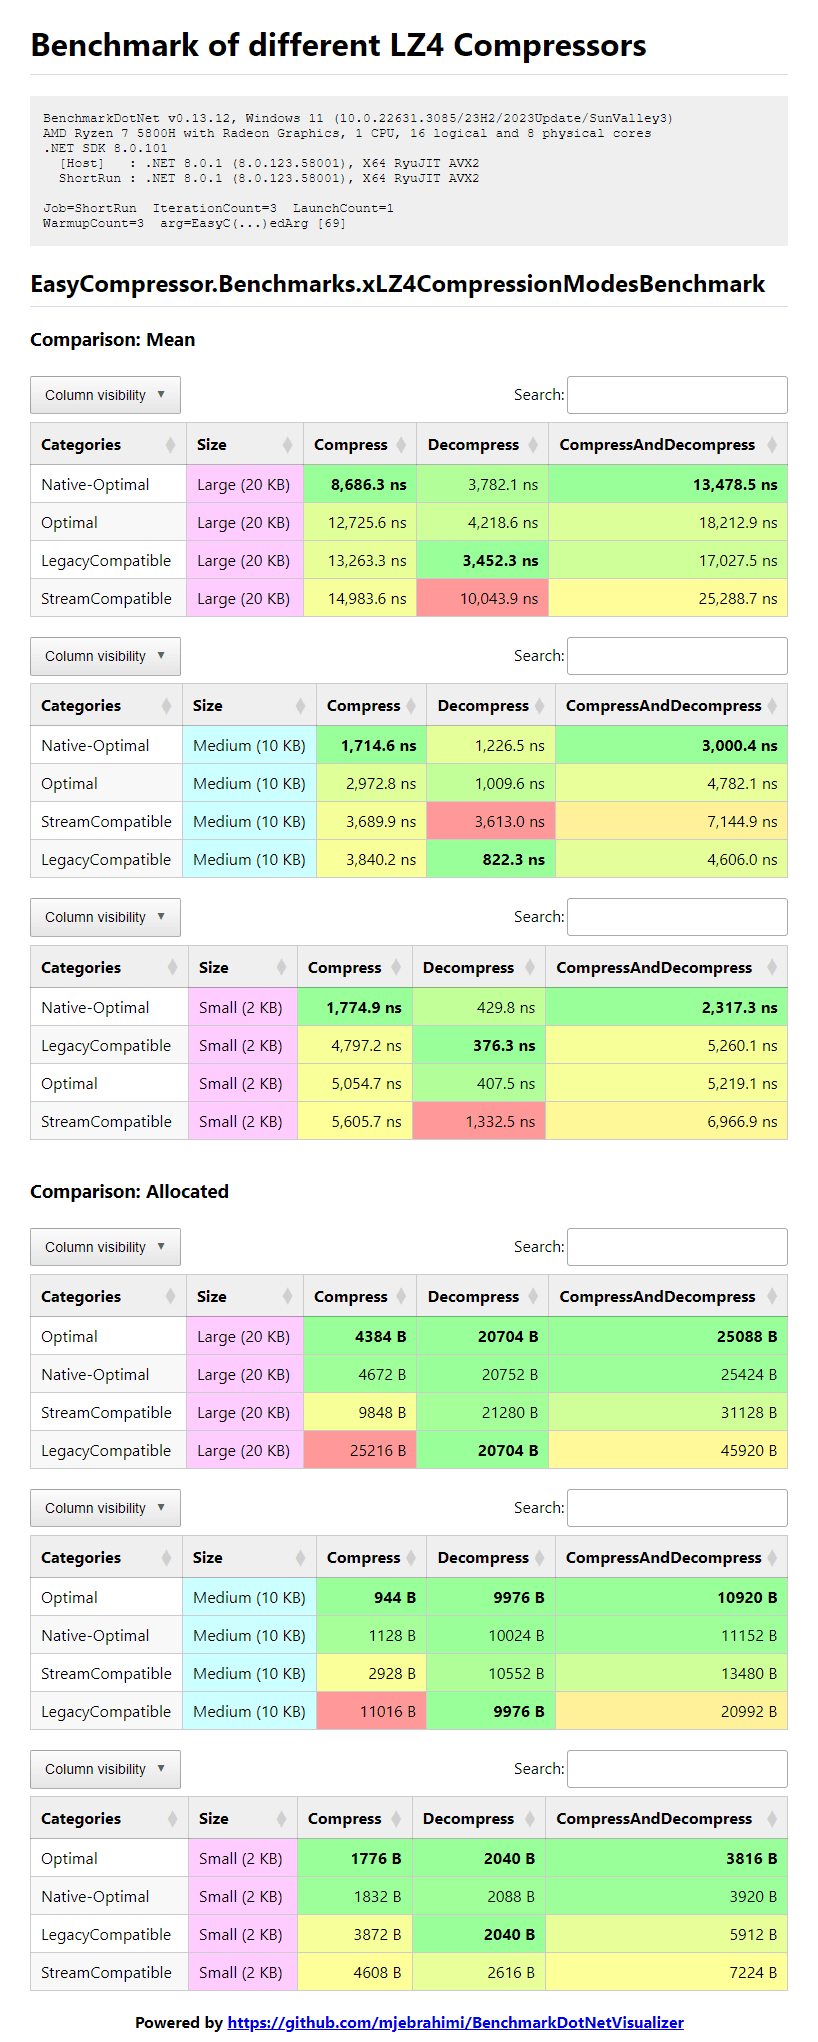 Benchmark of different LZ4 Compressors
BenchmarkDotNet v0.13.12, Windows 11 (10.0.22631.3085/23H2/2023Update/SunValley3)
AMD Ryzen 7 5800H with Radeon Graphics, 1 CPU, 16 logical and 8 physical cores
.NET SDK 8.0.101
[Host]   : .NET 8.0.1 (8.0.123.58001), X64 RyuJIT AVX2
ShortRun : .NET 8.0.1 (8.0.123.58001), X64 RyuJIT AVX2
Job=ShortRun  IterationCount=3  LaunchCount=1
WarmupCount=3  arg=EasyC(...)edArg [69]
EasyCompressor.Benchmarks.xLZ4CompressionModesBenchmark
Comparison: Mean
Column visibility ▼ Search:
Categories Size Compress Decompress CompressAndDecompress
Native-Optimal Large (20 KB) 8,686.3 ns 3,782.1 ns 13,478.5 ns
Optimal Large (20 KB) 12,725.6 ns 4,218.6 ns 18,212.9 ns
LegacyCompatible Large (20 KB) 13,263.3 ns 3,452.3 ns 17,027.5 ns
StreamCompatible Large (20 KB) 14,983.6 ns 10,043.9 ns 25,288.7 ns
Column visibility ▼ Search:
Categories Size Compress Decompress CompressAndDecompress
Native-Optimal Medium (10 KB) 1,714.6 ns 1,226.5 ns 3,000.4 ns
Optimal Medium (10 KB) 2,972.8 ns 1,009.6 ns 4,782.1 ns
StreamCompatible Medium (10 KB) 3,689.9 ns 3,613.0 ns 7,144.9 ns
LegacyCompatible Medium (10 KB) 3,840.2 ns 822.3 ns 4,606.0 ns
Column visibility ▼ Search:
Categories Size Compress Decompress CompressAndDecompress
Native-Optimal Small (2 KB) 1,774.9 ns 429.8 ns 2,317.3 ns
LegacyCompatible Small (2 KB) 4,797.2 ns 376.3 ns 5,260.1 ns
Optimal Small (2 KB) 5,054.7 ns 407.5 ns 5,219.1 ns
StreamCompatible Small (2 KB) 5,605.7 ns 1,332.5 ns 6,966.9 ns
Comparison: Allocated
Column visibility ▼ Search:
Categories Size Compress Decompress CompressAndDecompress
Optimal Large (20 KB) 4384 B 20704 B 25088 B
Native-Optimal Large (20 KB) 4672 B 20752 B 25424 B
StreamCompatible Large (20 KB) 9848 B 21280 B 31128 B
LegacyCompatible Large (20 KB) 25216 B 20704 B 45920 B
Column visibility ▼ Search:
Categories Size Compress Decompress CompressAndDecompress
Optimal Medium (10 KB) 944 B 9976 B 10920 B
Native-Optimal Medium (10 KB) 1128 B 10024 B 11152 B
StreamCompatible Medium (10 KB) 2928 B 10552 B 13480 B
LegacyCompatible Medium (10 KB) 11016 B 9976 B 20992 B
Column visibility ▼ Search:
Categories Size Compress Decompress CompressAndDecompress
Optimal Small (2 KB) 1776 B 2040 B 3816 B
Native-Optimal Small (2 KB) 1832 B 2088 B 3920 B
LegacyCompatible Small (2 KB) 3872 B 2040 B 5912 B
StreamCompatible Small (2 KB) 4608 B 2616 B 7224 B
Powered by https://github.com/mjebrahimi/BenchmarkDotNetVisualizer